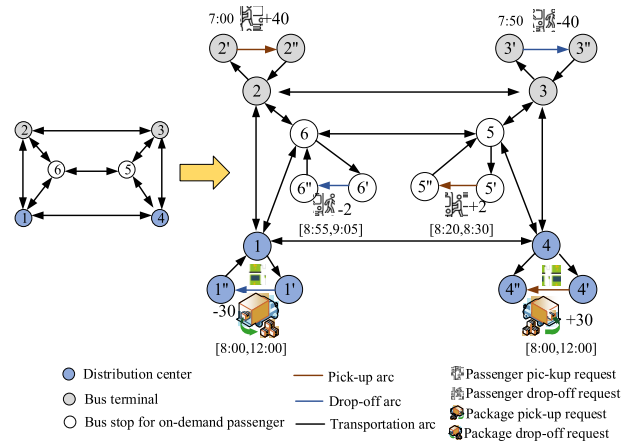 7:00 +40
7:50 -40
2' 2''
3' 3''
2 3
2 3
6 5
6 5
6'' 6'
5'' 5'
-2
+2
[8:55,9:05]
[8:20,8:30]
1 4
1 4
1'' 1'
4'' 4'
-30
+30
[8:00,12:00]
[8:00,12:00]
Distribution center
Bus terminal
Bus stop for on-demand passenger
Pick-up arc
Drop-off arc
Transportation arc
Passenger pic-kup request
Passenger drop-off request
Package pick-up request
Package drop-off request